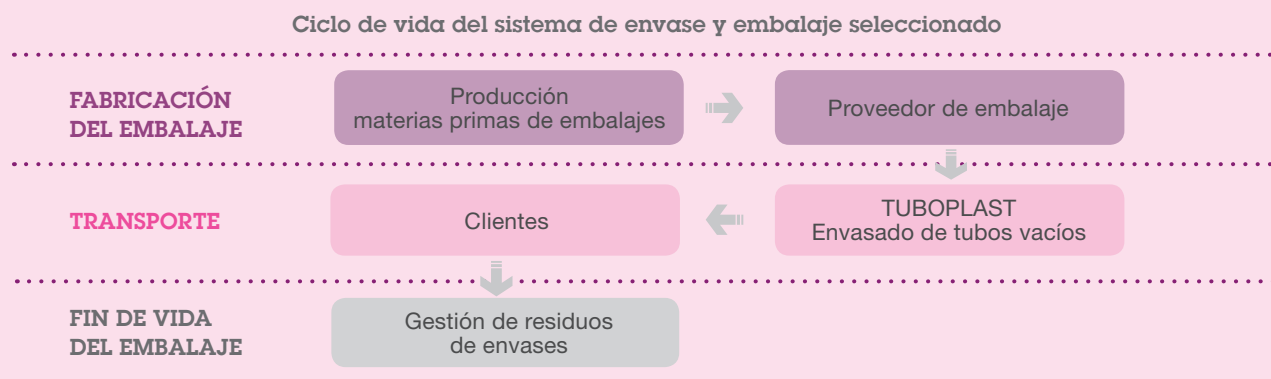 Ciclo de vida del sistema de envase y embalaje seleccionado
FABRICACIÓN
DEL EMBALAJE
Producción
materias primas de embalajes
Proveedor de embalaje
TRANSPORTE
Clientes
TUBOPLAST
Envasado de tubos vacíos
FIN DE VIDA
DEL EMBALAJE
Gestión de residuos
de envases